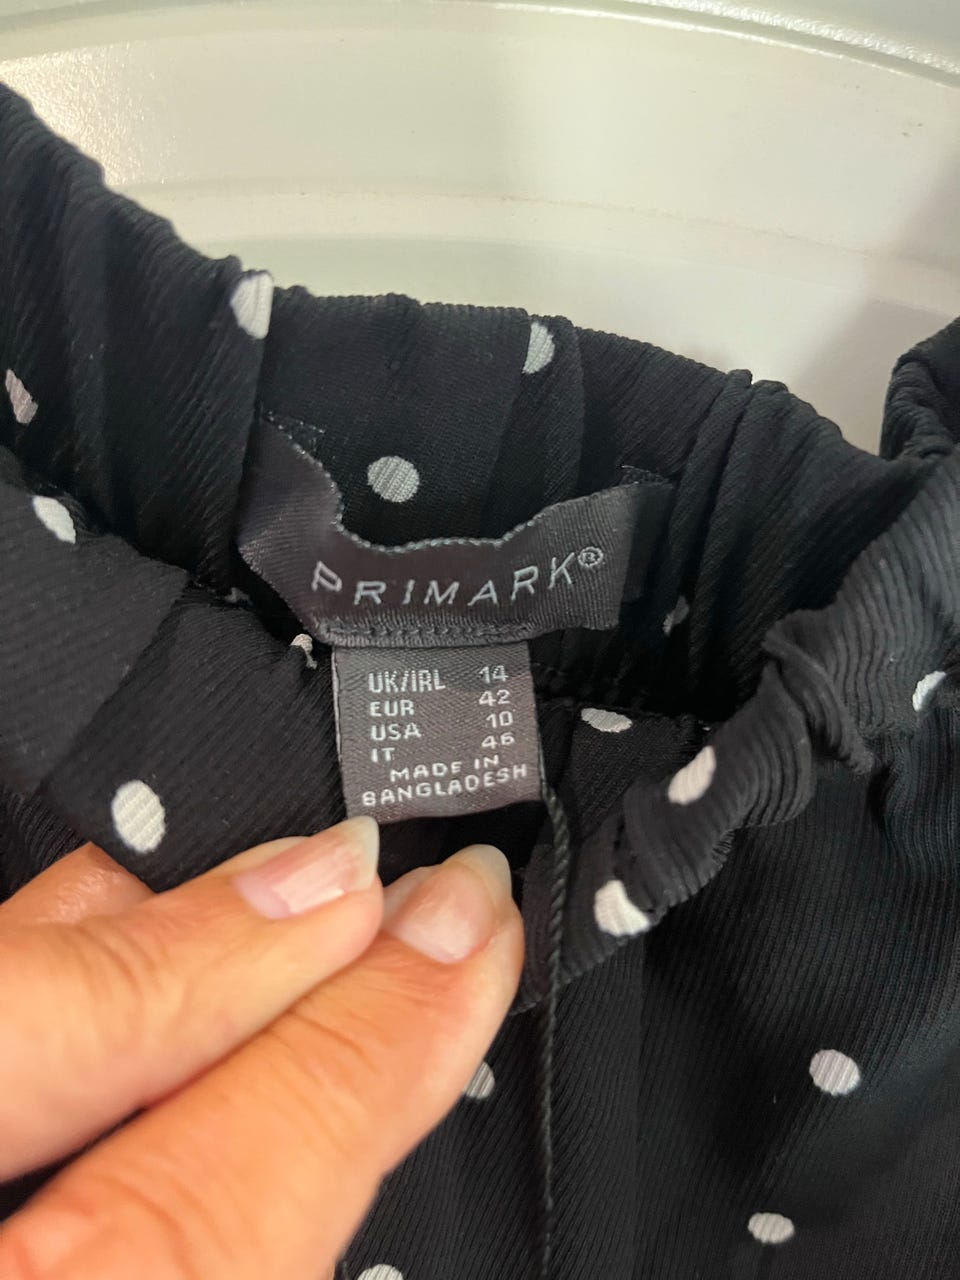 PRIMARK®
UK/IRL 14
EUR 42
USA 10
IT 46
MADE IN
BANGLADESH